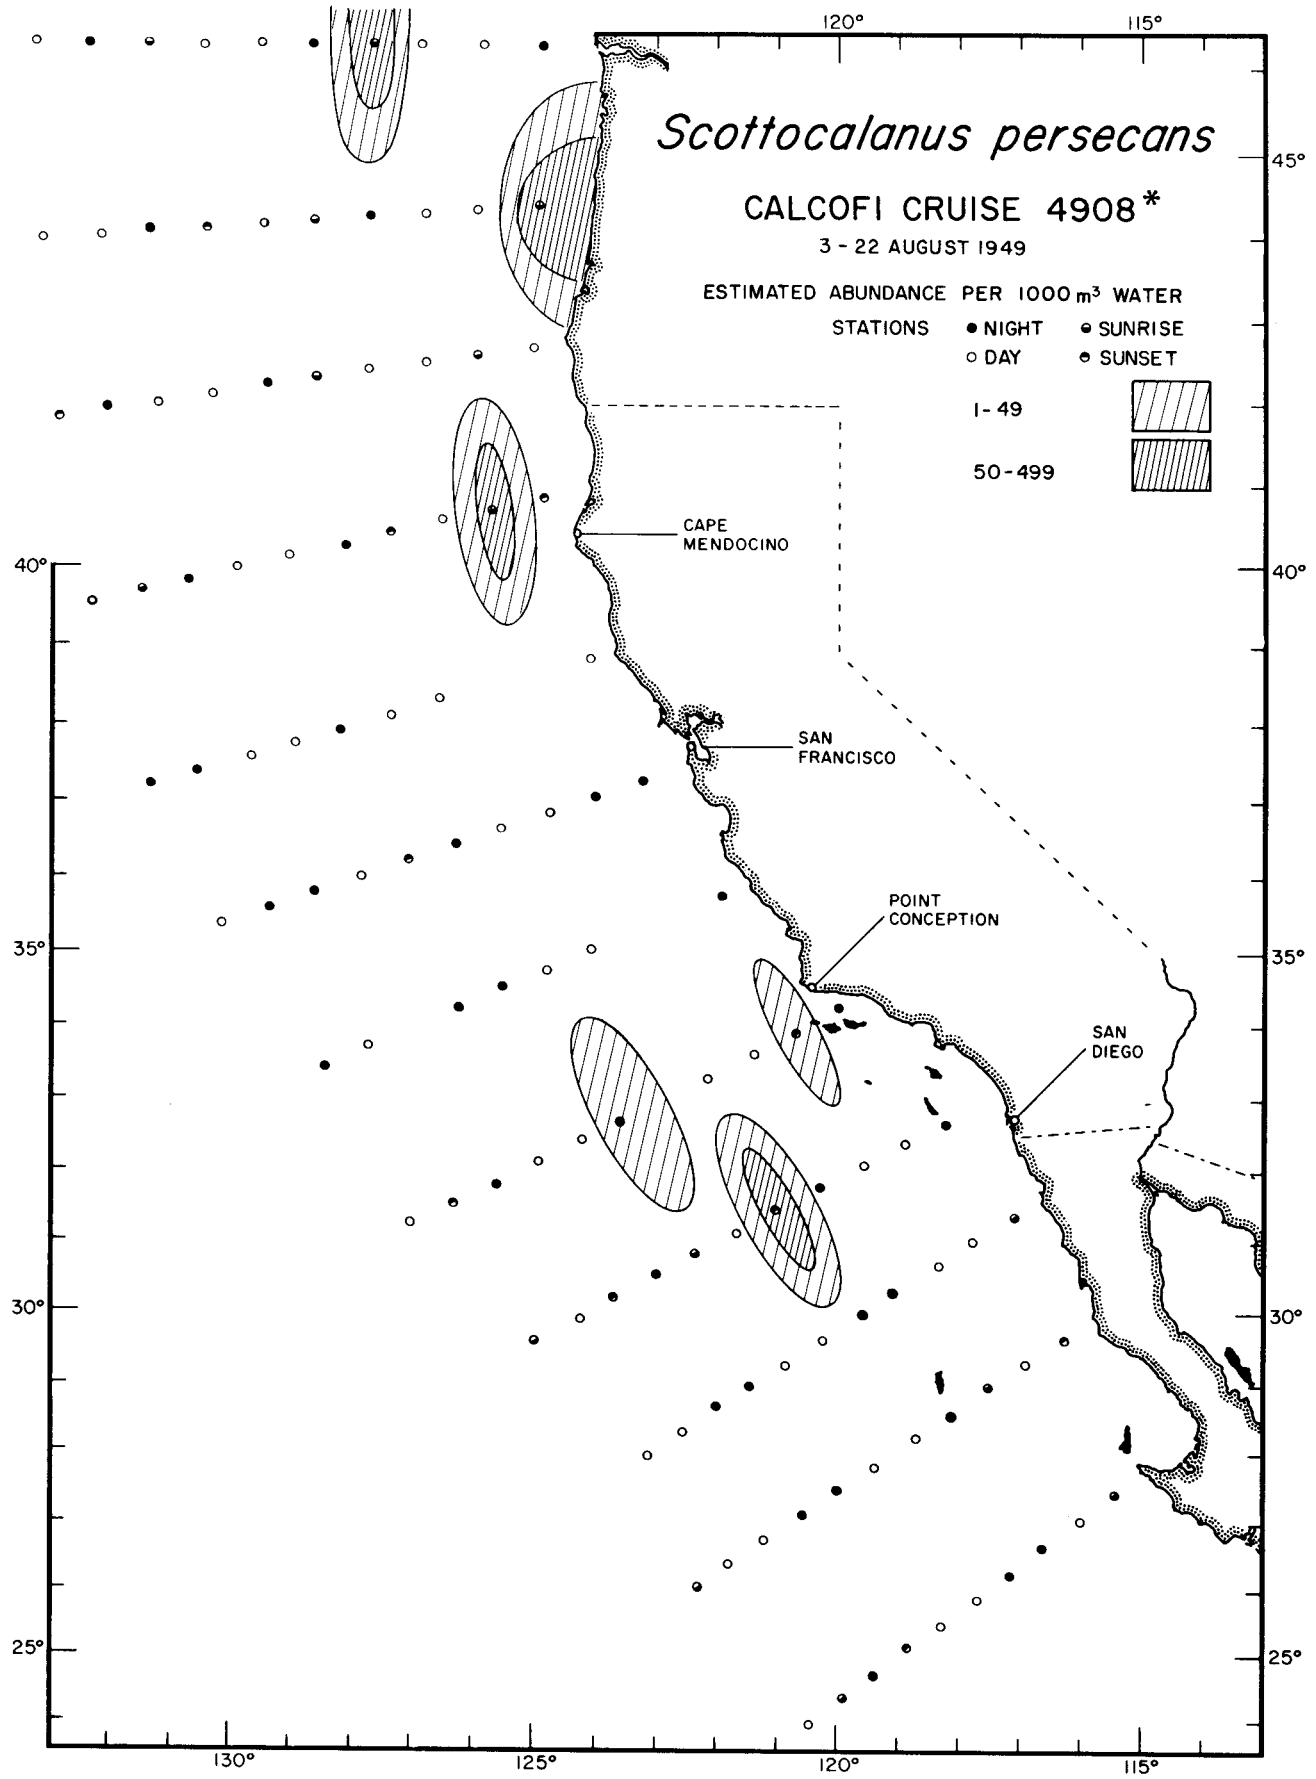 120° 115°
Scottocalanus persecans
45°
CALCOFI CRUISE 4908*
3 - 22 AUGUST 1949
ESTIMATED ABUNDANCE PER 1000 m³ WATER
STATIONS NIGHT SUNRISE
DAY SUNSET
1 - 49
50 - 499
CAPE
MENDOCINO
40° 40°
SAN
FRANCISCO
POINT
CONCEPTION
35° 35°
SAN
DIEGO
30° 30°
25° 25°
130° 125° 120° 115°